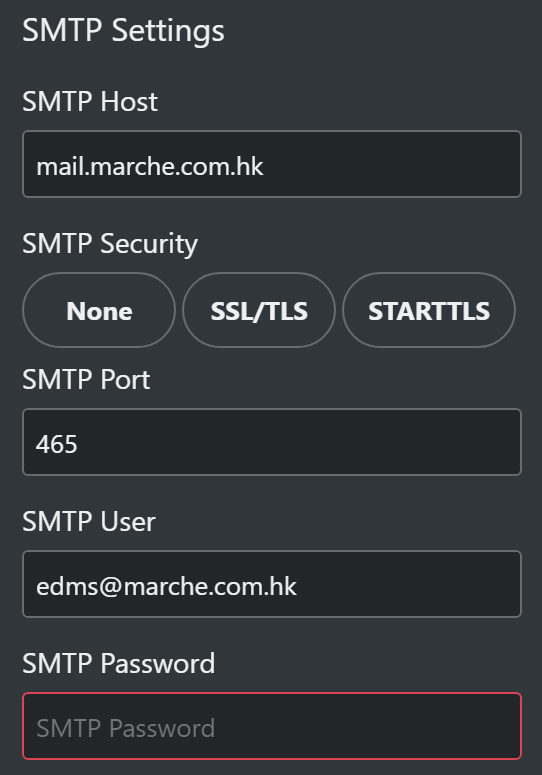 SMTP Settings
SMTP Host
mail.marche.com.hk
SMTP Security
None SSL/TLS STARTTLS
SMTP Port
465
SMTP User
edms@marche.com.hk
SMTP Password
SMTP Password